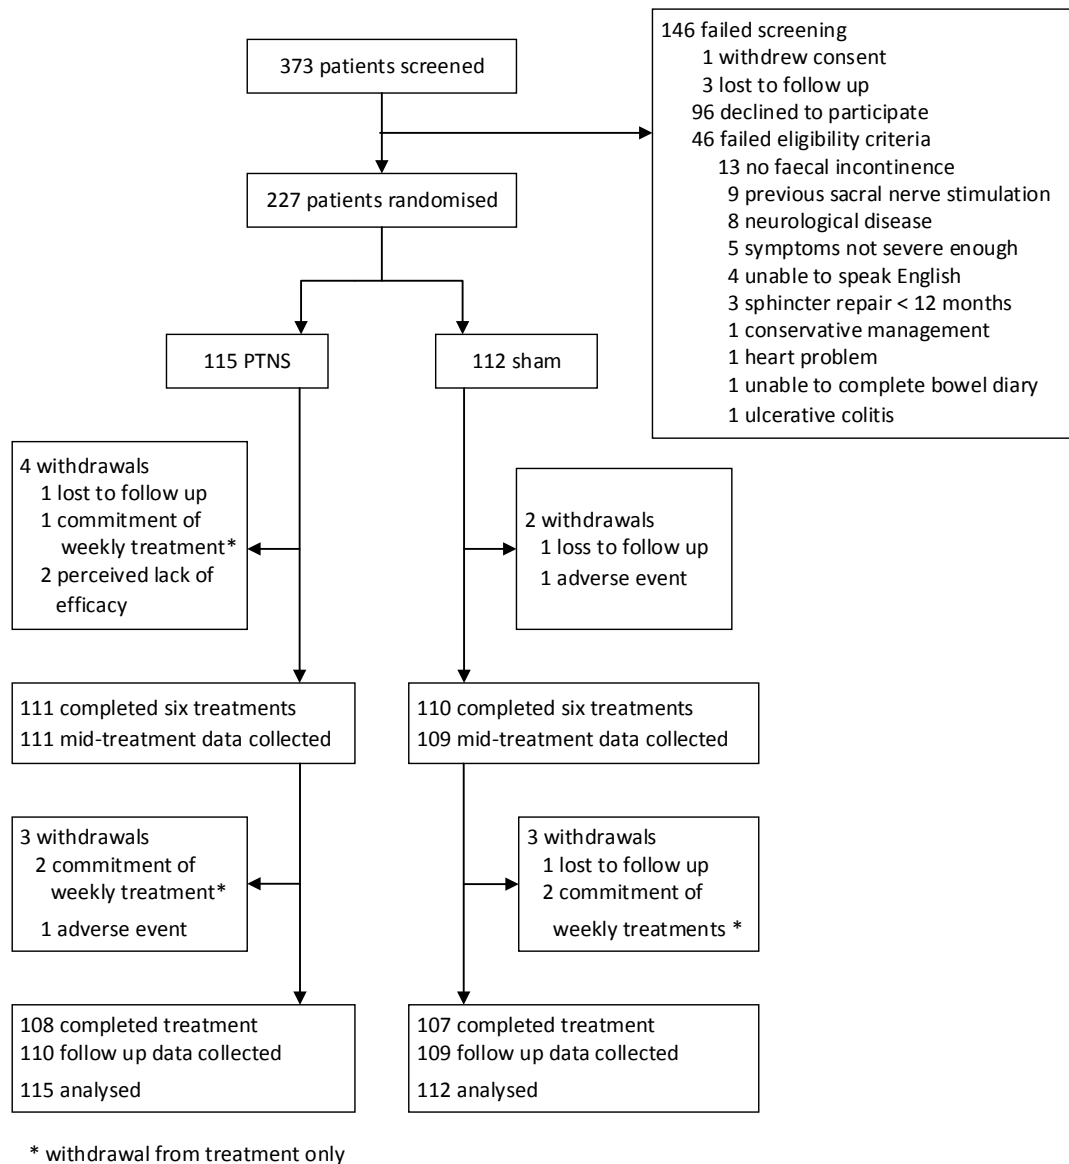 373 patients screened
146 failed screening
1 withdrew consent
3 lost to follow up
96 declined to participate
46 failed eligibility criteria
13 no faecal incontinence
9 previous sacral nerve stimulation
8 neurological disease
5 symptoms not severe enough
4 unable to speak English
3 sphincter repair < 12 months
1 conservative management
1 heart problem
1 unable to complete bowel diary
1 ulcerative colitis
227 patients randomised
115 PTNS
112 sham
4 withdrawals
1 lost to follow up
1 commitment of
weekly treatment*
2 perceived lack of
efficacy
2 withdrawals
1 loss to follow up
1 adverse event
111 completed six treatments
111 mid-treatment data collected
110 completed six treatments
109 mid-treatment data collected
3 withdrawals
2 commitment of
weekly treatment*
1 adverse event
3 withdrawals
1 lost to follow up
2 commitment of
weekly treatments *
108 completed treatment
110 follow up data collected
115 analysed
107 completed treatment
109 follow up data collected
112 analysed
* withdrawal from treatment only